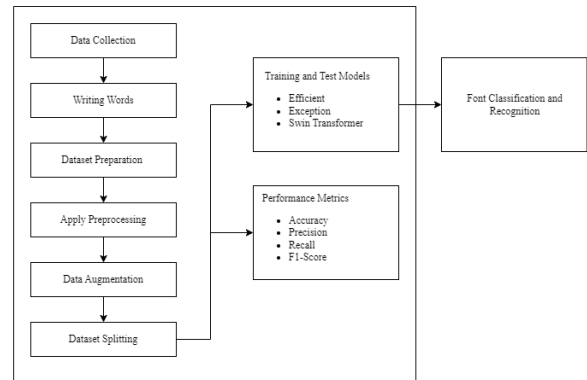 Data Collection
Writing Words
Dataset Preparation
Apply Preprocessing
Data Augmentation
Dataset Splitting
Training and Test Models
Efficient
Exception
Swin Transformer
Performance Metrics
Accuracy
Precision
Recall
F1-Score
Font Classification and
Recognition